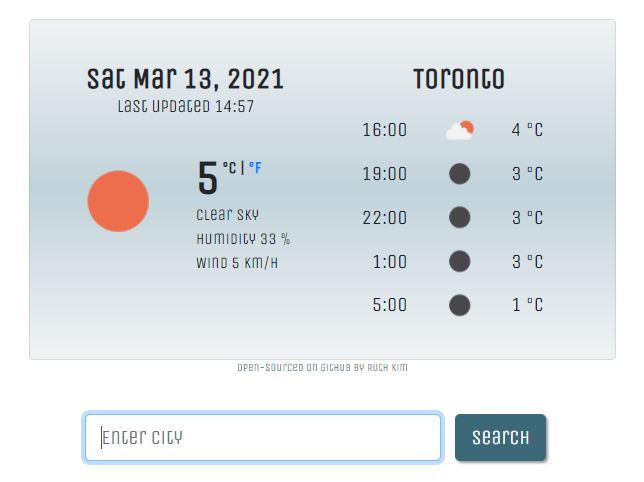 Sat Mar 13, 2021
Last updated 14:57
5 °C | °F
Clear sky
Humidity 33 %
Wind 5 km/h
Toronto
16:00 4 °C
19:00 3 °C
22:00 3 °C
1:00 3 °C
5:00 1 °C
Open-sourced on GitHub by Ruth Kim
Enter city
Search